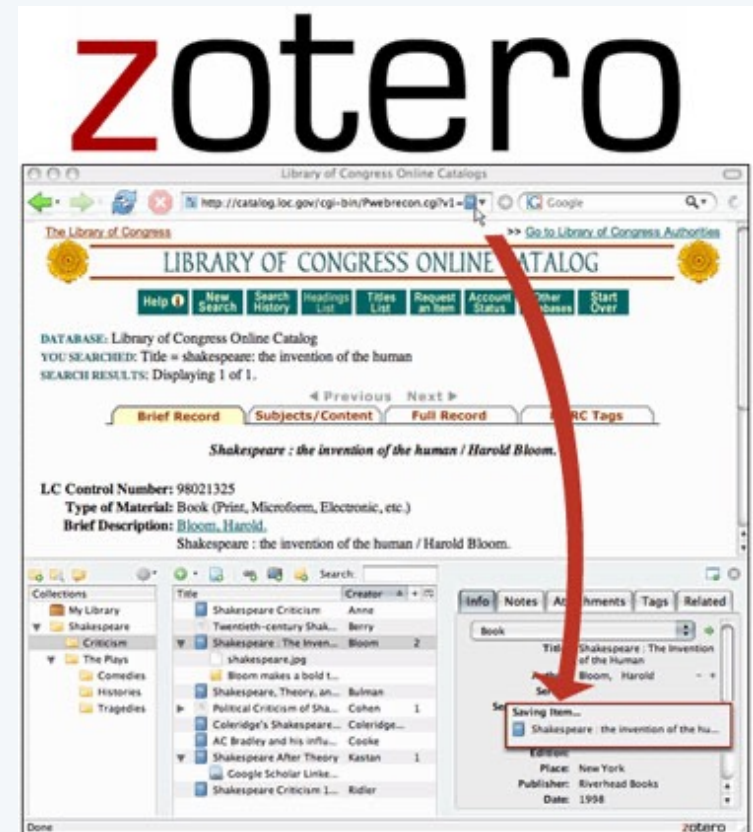 zotero
Library of Congress Online Catalogs
http://catalog.loc.gov/cgi-bin/Pwebrecon.cgi?v1= Google
The Library of Congress >> Go to Library of Congress Authorities
LIBRARY OF CONGRESS ONLINE CATALOG
Help New Search Search History Headings List Titles List Request an Item Account Status Other Start Over
DATABASE: Library of Congress Online Catalog
YOU SEARCHED: Title = shakespeare: the invention of the human
SEARCH RESULTS: Displaying 1 of 1.
Previous Next
Brief Record Subjects/Content Full Record RC Tags
Shakespeare : the invention of the human / Harold Bloom.
LC Control Number: 98021325
Type of Material: Book (Print, Microform, Electronic, etc.)
Brief Description: Bloom, Harold.
Shakespeare : the invention of the human / Harold Bloom.
Search:
Collections Title Creator Info Notes Tags Related
My Library Shakespeare Criticism Anne
Shakespeare Twentieth-century Shak... Berry Book
Criticism Shakespeare : The Inven... Bloom 2 Shakespeare : The Invention
The Plays shakespeare.jpg of the Human
Comedies Bloom makes a bold t... Bloom, Harold
Histories Shakespeare, Theory, an... Bulman
Tragedies Political Criticism of Sha... Cohen 1 Saving Item...
Coleridge's Shakespeare... Coleridge... Shakespeare : the invention of the hu...
AC Bradley and his influ... Cooke Edition:
Shakespeare After Theory Kastan 1 Place: New York
Google Scholar Linke... Publisher: Riverhead Books
Shakespeare Criticism 1... Ridler Date: 1998
Done zotero